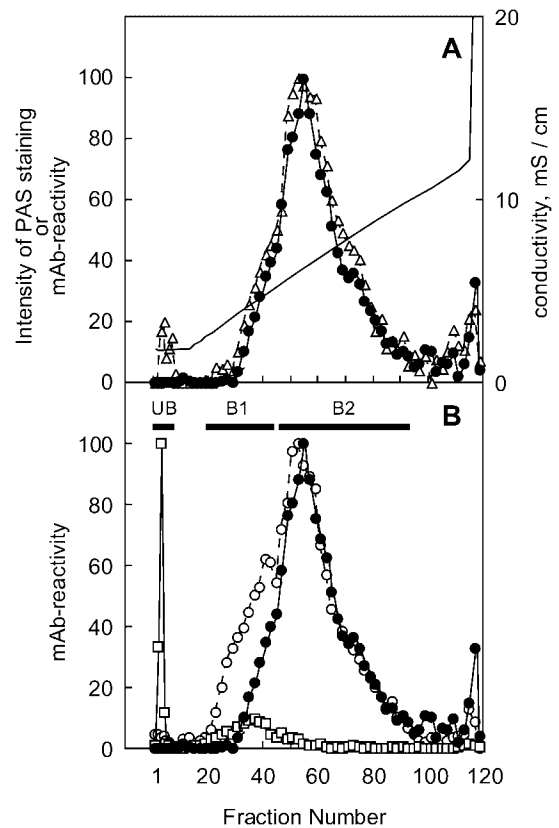 A
20
10
0
conductivity, mS / cm
100
80
60
40
20
0
Intensity of PAS staining
or
mAb-reactivity
UB B1 B2
B
100
80
60
40
20
0
mAb-reactivity
1 20 40 60 80 100 120
Fraction Number